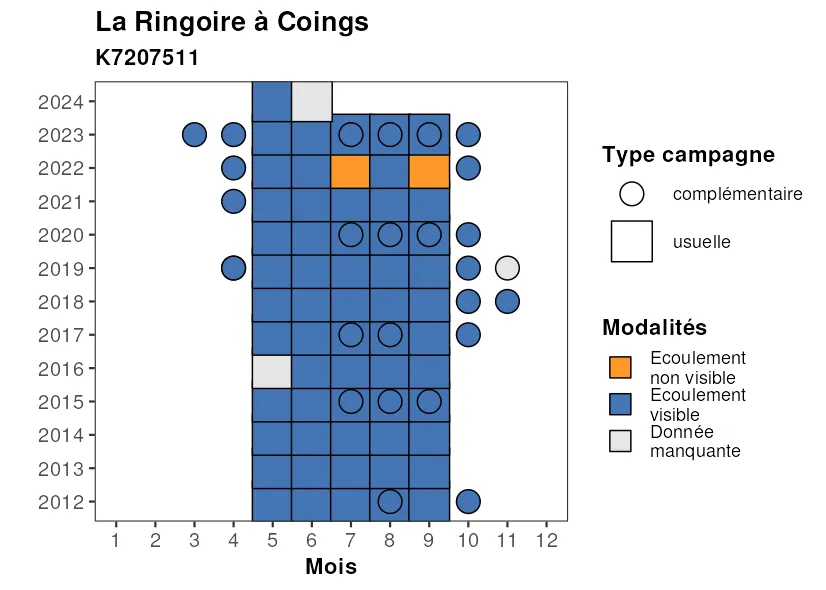 La Ringoire à Coings
K7207511
2024
2023
2022
2021
2020
2019
2018
2017
2016
2015
2014
2013
2012
1 2 3 4 5 6 7 8 9 10 11 12
Mois
Type campagne
complémentaire
usuelle
Modalités
Ecoulement
non visible
Ecoulement
visible
Donnée
manquante